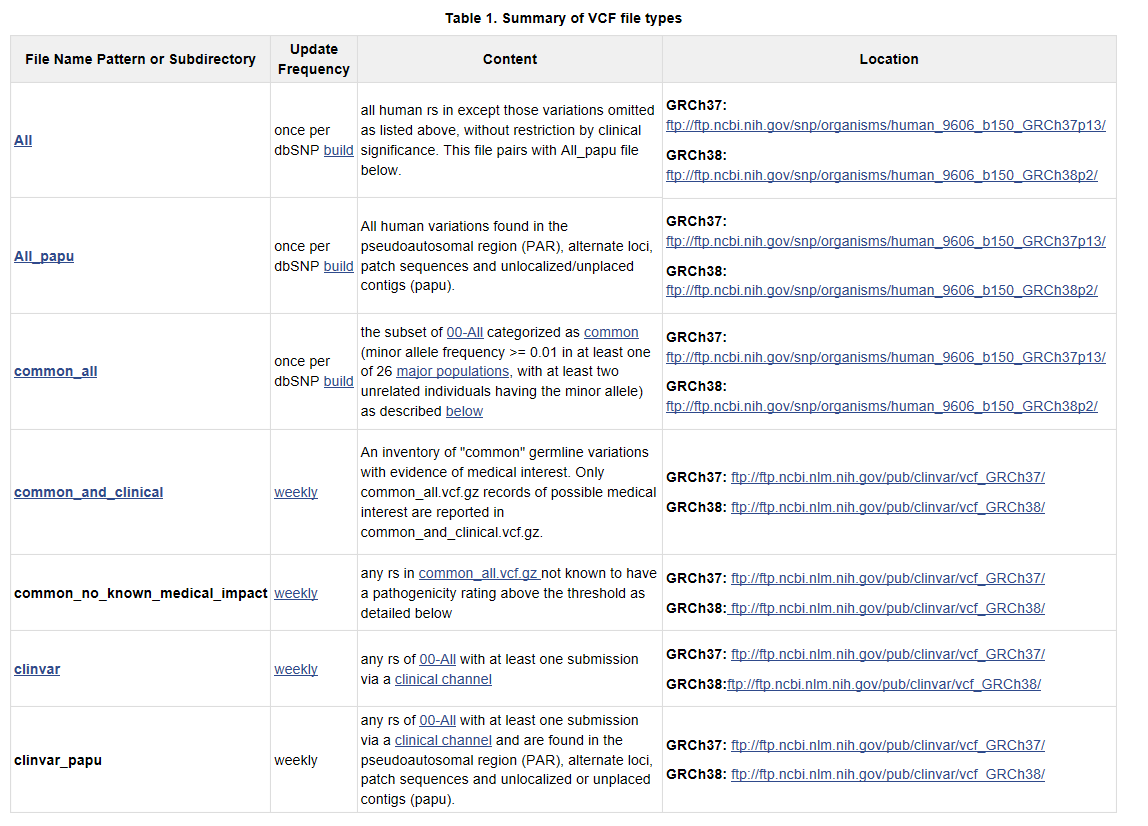 Table 1. Summary of VCF file types
File Name Pattern or Subdirectory
Update
Frequency
Content
Location
All
once per
dbSNP build
all human rs in except those variations omitted
as listed above, without restriction by clinical
significance. This file pairs with All_papu file
below.
GRCh37:
ftp://ftp.ncbi.nih.gov/snp/organisms/human_9606_b150_GRCh37p13/
GRCh38:
ftp://ftp.ncbi.nih.gov/snp/organisms/human_9606_b150_GRCh38p2/
All_papu
once per
dbSNP build
All human variations found in the
pseudoautosomal region (PAR), alternate loci,
patch sequences and unlocalized/unplaced
contigs (papu).
GRCh37:
ftp://ftp.ncbi.nih.gov/snp/organisms/human_9606_b150_GRCh37p13/
GRCh38:
ftp://ftp.ncbi.nih.gov/snp/organisms/human_9606_b150_GRCh38p2/
common_all
once per
dbSNP build
the subset of 00-All categorized as common
(minor allele frequency >= 0.01 in at least one
of 26 major populations, with at least two
unrelated individuals having the minor allele)
as described below
GRCh37:
ftp://ftp.ncbi.nih.gov/snp/organisms/human_9606_b150_GRCh37p13/
GRCh38:
ftp://ftp.ncbi.nih.gov/snp/organisms/human_9606_b150_GRCh38p2/
common_and_clinical
weekly
An inventory of "common" germline variations
with evidence of medical interest. Only
common_all.vcf.gz records of possible medical
interest are reported in
common_and_clinical.vcf.gz.
GRCh37: ftp://ftp.ncbi.nlm.nih.gov/pub/clinvar/vcf_GRCh37/
GRCh38: ftp://ftp.ncbi.nlm.nih.gov/pub/clinvar/vcf_GRCh38/
common_no_known_medical_impact
weekly
any rs in common_all.vcf.gz not known to have
a pathogenicity rating above the threshold as
detailed below
GRCh37: ftp://ftp.ncbi.nlm.nih.gov/pub/clinvar/vcf_GRCh37/
GRCh38: ftp://ftp.ncbi.nlm.nih.gov/pub/clinvar/vcf_GRCh38/
clinvar
weekly
any rs of 00-All with at least one submission
via a clinical channel
GRCh37: ftp://ftp.ncbi.nlm.nih.gov/pub/clinvar/vcf_GRCh37/
GRCh38:ftp://ftp.ncbi.nlm.nih.gov/pub/clinvar/vcf_GRCh38/
clinvar_papu
weekly
any rs of 00-All with at least one submission
via a clinical channel and are found in the
pseudoautosomal region (PAR), alternate loci,
patch sequences and unlocalized or unplaced
contigs (papu).
GRCh37: ftp://ftp.ncbi.nlm.nih.gov/pub/clinvar/vcf_GRCh37/
GRCh38: ftp://ftp.ncbi.nlm.nih.gov/pub/clinvar/vcf_GRCh38/